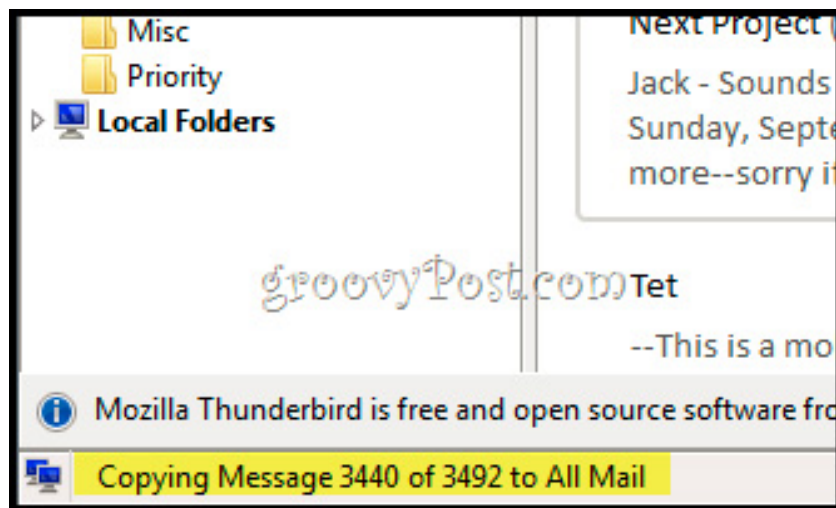 Misc
Priority
Local Folders
Next Project (
Jack - Sounds
Sunday, Septe
more--sorry if
groovyPost.com
Tet
--This is a mo
Mozilla Thunderbird is free and open source software fro
Copying Message 3440 of 3492 to All Mail